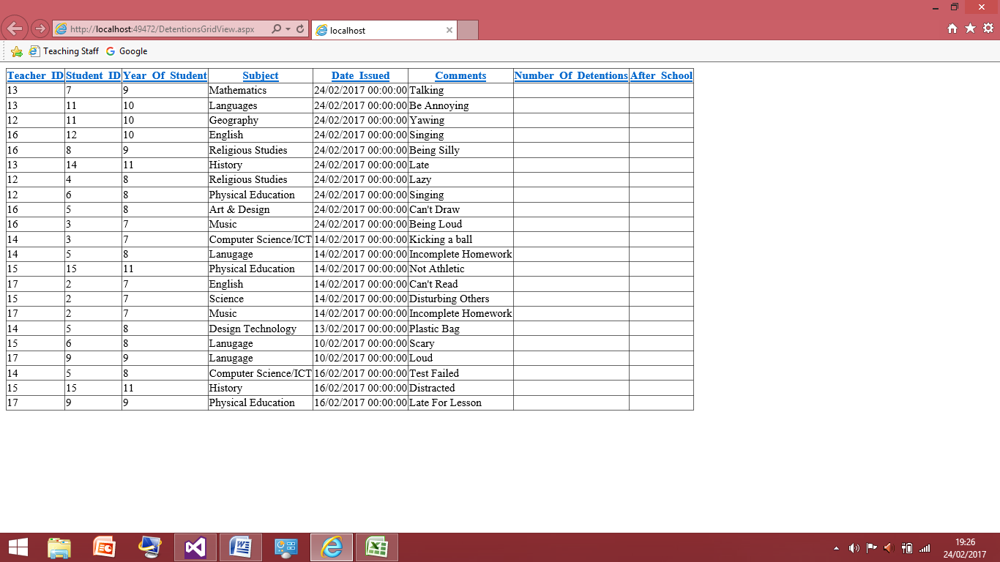 http://localhost:49472/DetentionsGridView.aspx
localhost
Teaching Staff Google
Teacher_ID Student_ID Year_Of_Student Subject Date_Issued Comments Number_Of_Detentions After_School
13 7 9 Mathematics 24/02/2017 00:00:00 Talking
13 11 10 Languages 24/02/2017 00:00:00 Be Annoying
12 11 10 Geography 24/02/2017 00:00:00 Yawing
16 12 10 English 24/02/2017 00:00:00 Singing
16 8 9 Religious Studies 24/02/2017 00:00:00 Being Silly
13 14 11 History 24/02/2017 00:00:00 Late
12 4 8 Religious Studies 24/02/2017 00:00:00 Lazy
12 6 8 Physical Education 24/02/2017 00:00:00 Singing
16 5 8 Art & Design 24/02/2017 00:00:00 Can't Draw
16 3 7 Music 24/02/2017 00:00:00 Being Loud
14 3 7 Computer Science/ICT 14/02/2017 00:00:00 Kicking a ball
14 5 8 Lanugage 14/02/2017 00:00:00 Incomplete Homework
15 15 11 Physical Education 14/02/2017 00:00:00 Not Athletic
17 2 7 English 14/02/2017 00:00:00 Can't Read
15 2 7 Science 14/02/2017 00:00:00 Disturbing Others
17 2 7 Music 14/02/2017 00:00:00 Incomplete Homework
14 5 8 Design Technology 13/02/2017 00:00:00 Plastic Bag
15 6 8 Lanugage 10/02/2017 00:00:00 Scary
17 9 9 Lanugage 10/02/2017 00:00:00 Loud
14 5 8 Computer Science/ICT 16/02/2017 00:00:00 Test Failed
15 15 11 History 16/02/2017 00:00:00 Distracted
17 9 9 Physical Education 16/02/2017 00:00:00 Late For Lesson
19:26
24/02/2017